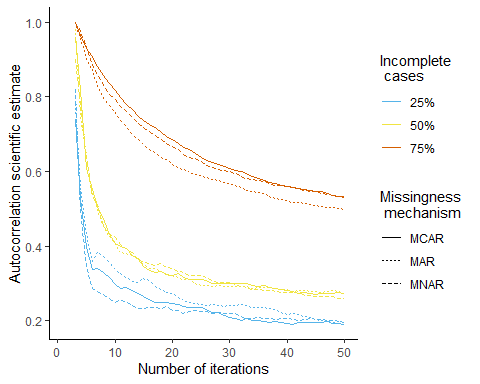 1.0
0.8
0.6
0.4
0.2
0
10
20
30
40
50
Autocorrelation scientific estimate
Number of iterations
Incomplete
cases
25%
50%
75%
Missingness
mechanism
MCAR
MAR
MNAR